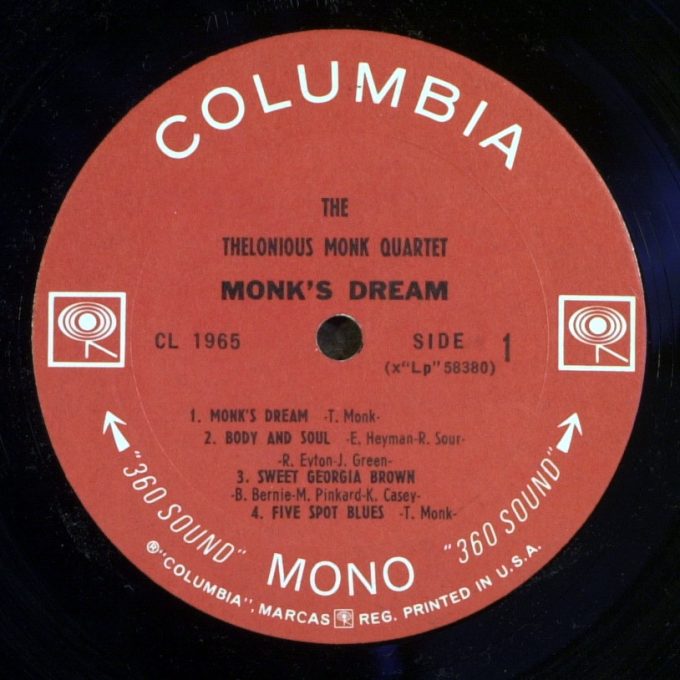 COLUMBIA
THE
THELONIOUS MONK QUARTET
MONK'S DREAM
CL 1965
SIDE 1
(x"Lp" 58380)
1. MONK'S DREAM -T. Monk-
2. BODY AND SOUL -E. Heyman-R. Sour-
-R. Eyton-J. Green-
3. SWEET GEORGIA BROWN
-B. Bernie-M. Pinkard-K. Casey-
4. FIVE SPOT BLUES -T. Monk-
"360 SOUND"
MONO
"360 SOUND"
®"COLUMBIA", MARCAS REG. PRINTED IN U.S.A.